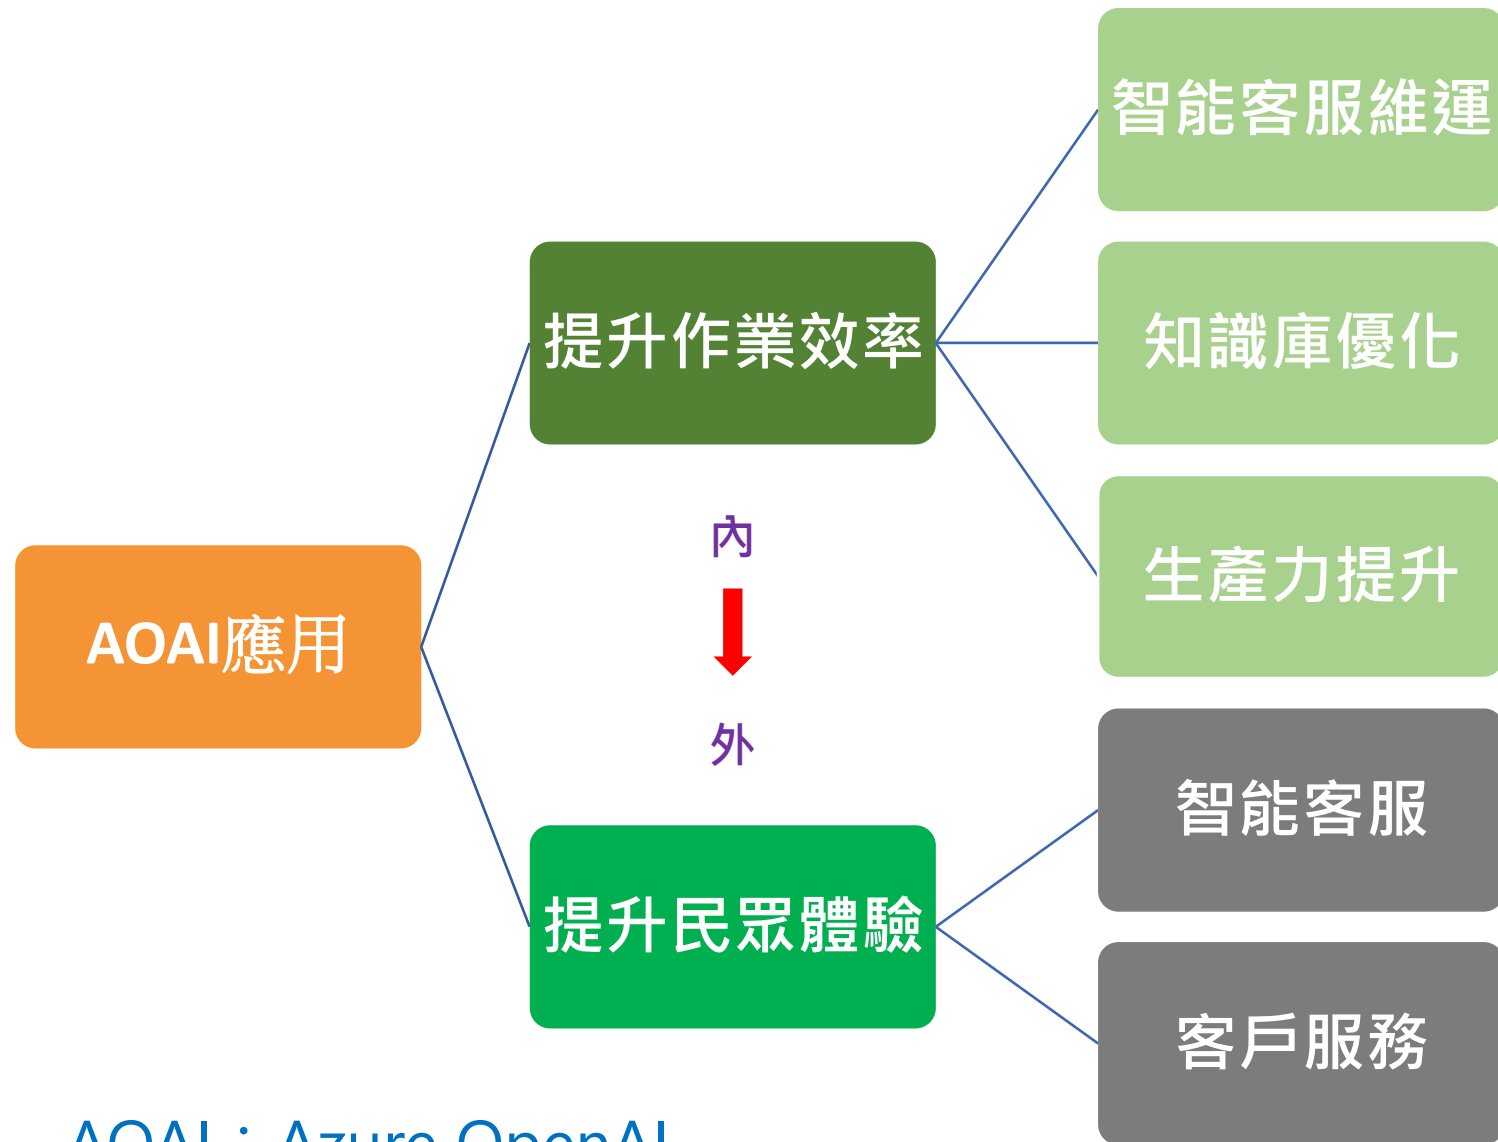 智能客服維運
提升作業效率
知識庫優化
內
生產力提升
AOAI應用
外
智能客服
提升民眾體驗
客戶服務
AOAI：Azure OpenAI